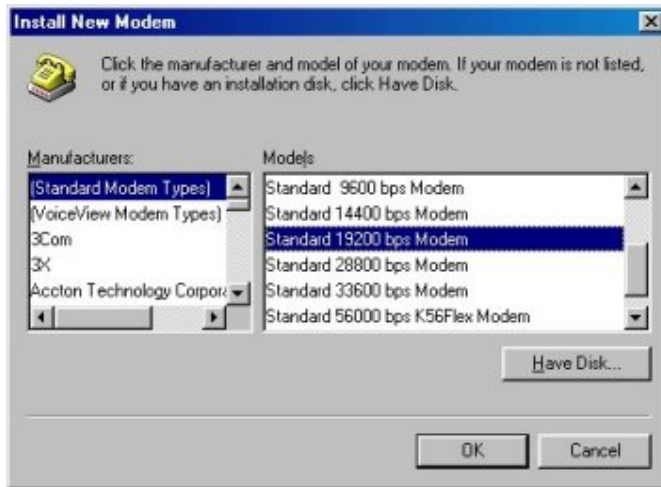 Install New Modem
Click the manufacturer and model of your modem. If your modem is not listed,
or if you have an installation disk, click Have Disk.
Manufacturers:
(Standard Modem Types)
(VoiceView Modem Types)
3Com
3X
Accton Technology Corpora
Models
Standard 9600 bps Modem
Standard 14400 bps Modem
Standard 19200 bps Modem
Standard 28800 bps Modem
Standard 33600 bps Modem
Standard 56000 bps K56Flex Modem
Have Disk...
OK
Cancel